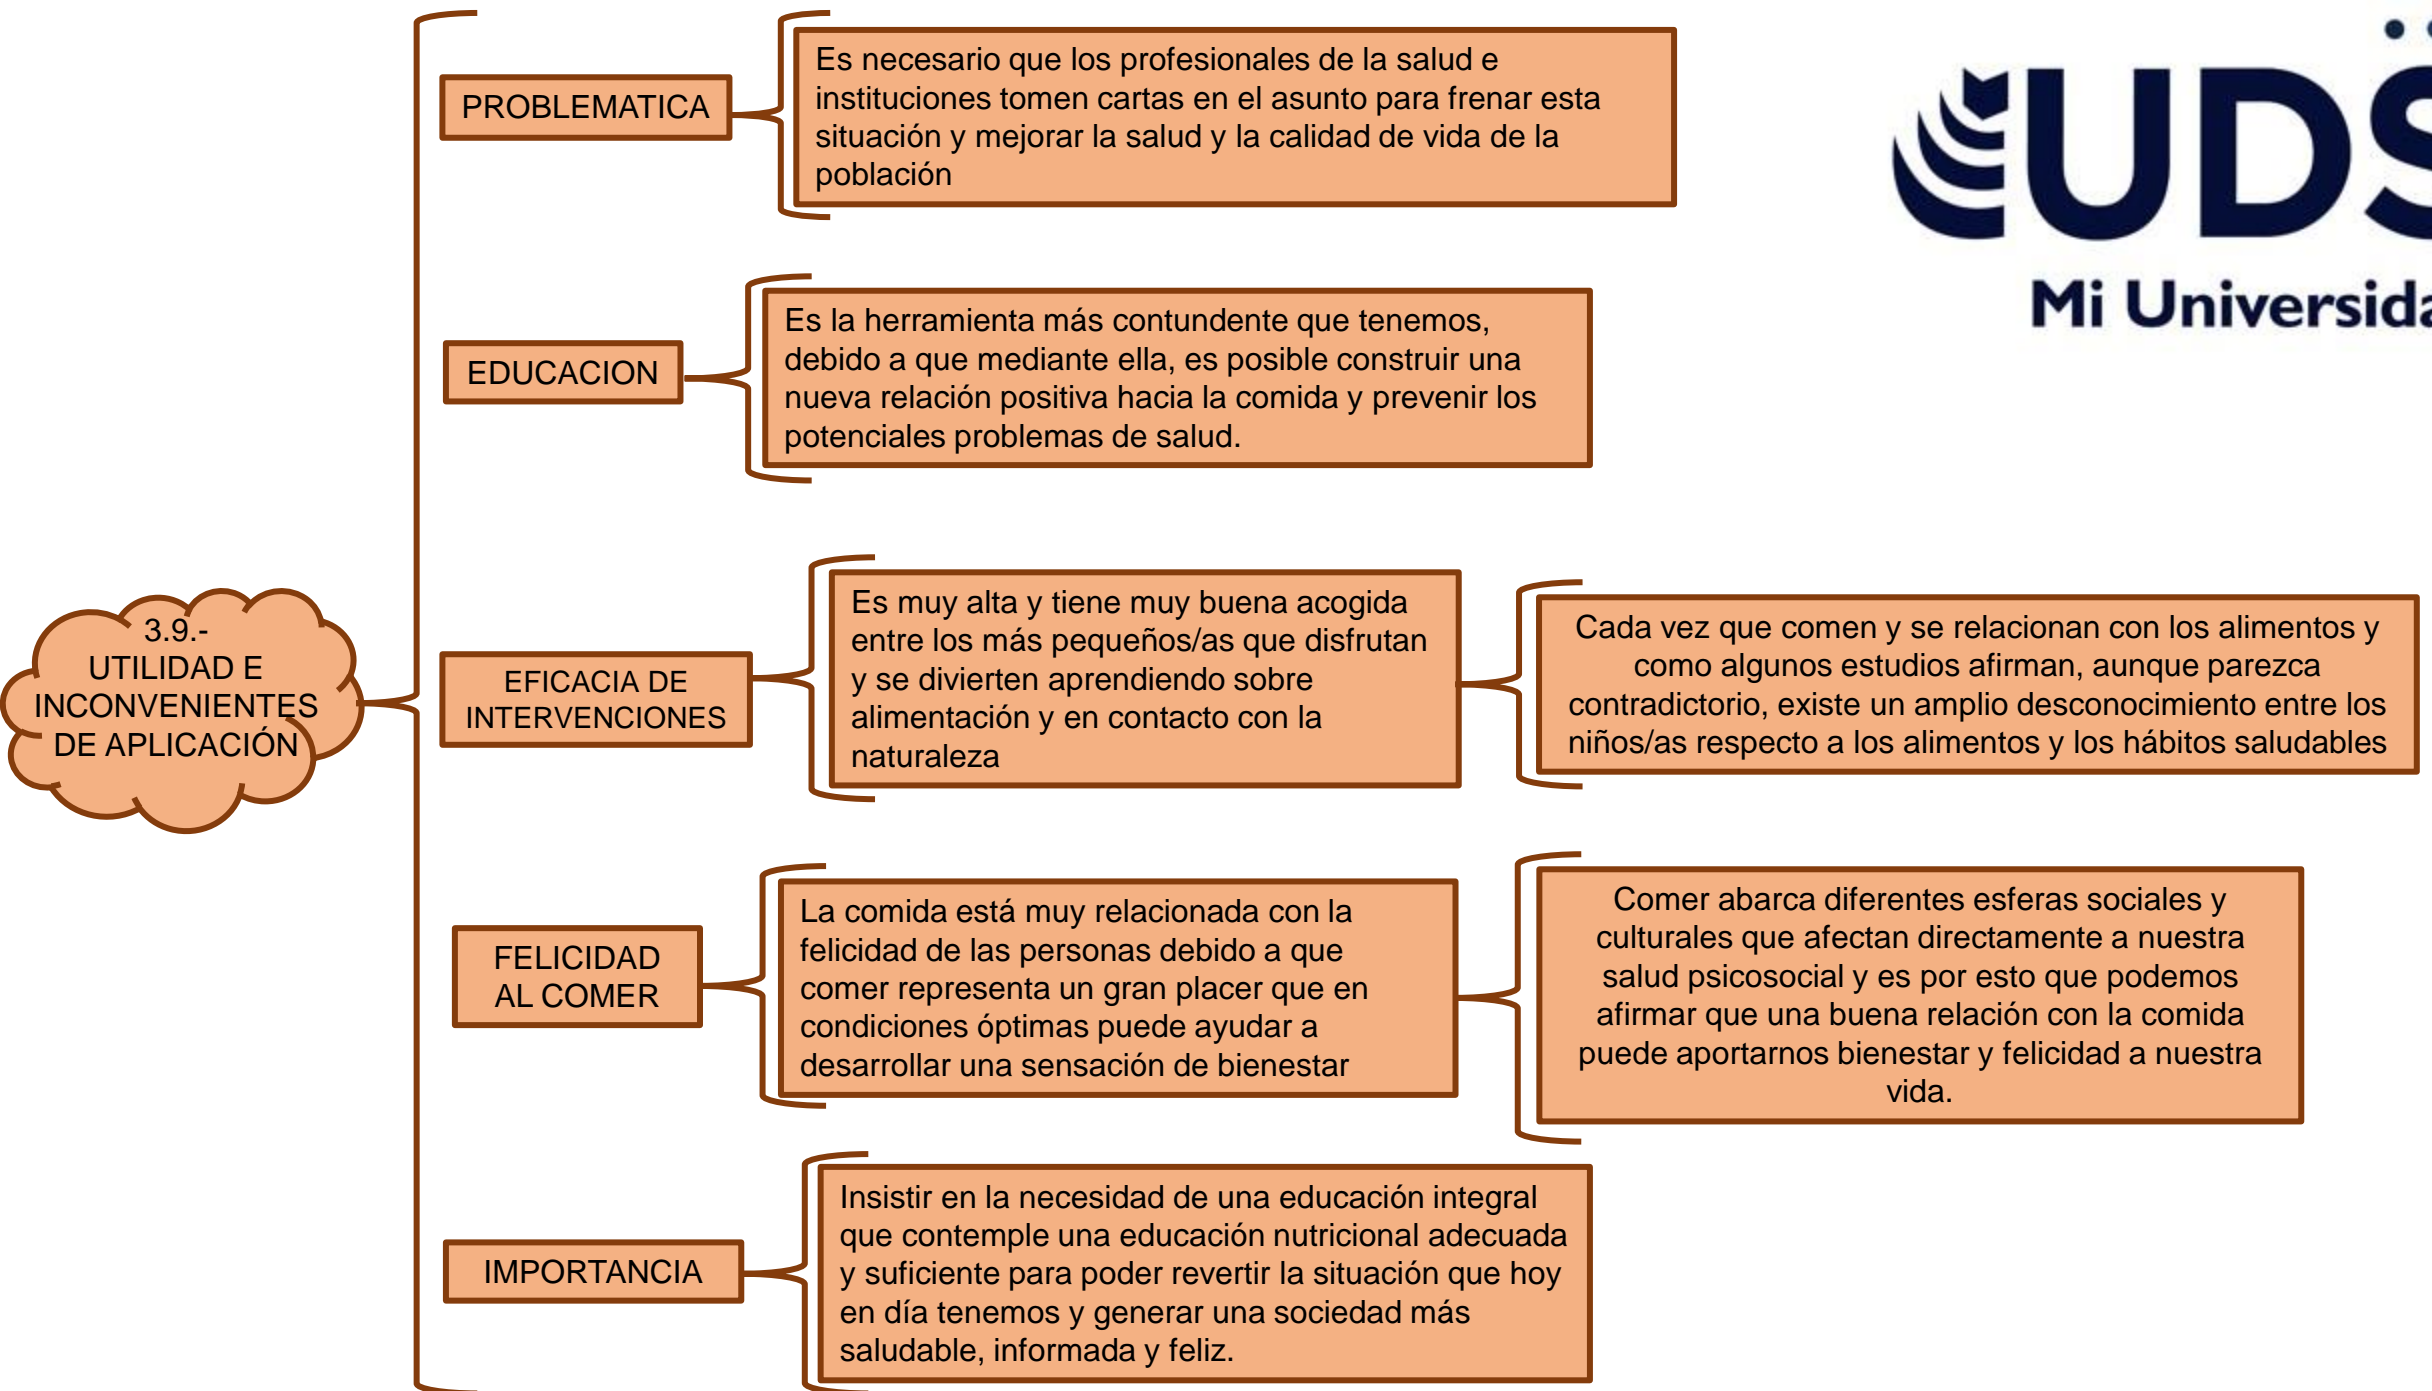 3.9.-
UTILIDAD E
INCONVENIENTES
DE APLICACIÓN
PROBLEMATICA
Es necesario que los profesionales de la salud e
instituciones tomen cartas en el asunto para frenar esta
situación y mejorar la salud y la calidad de vida de la
población
EDUCACION
Es la herramienta más contundente que tenemos,
debido a que mediante ella, es posible construir una
nueva relación positiva hacia la comida y prevenir los
potenciales problemas de salud.
EFICACIA DE
INTERVENCIONES
Es muy alta y tiene muy buena acogida
entre los más pequeños/as que disfrutan
y se divierten aprendiendo sobre
alimentación y en contacto con la
naturaleza
Cada vez que comen y se relacionan con los alimentos y
como algunos estudios afirman, aunque parezca
contradictorio, existe un amplio desconocimiento entre los
niños/as respecto a los alimentos y los hábitos saludables
FELICIDAD
AL COMER
La comida está muy relacionada con la
felicidad de las personas debido a que
comer representa un gran placer que en
condiciones óptimas puede ayudar a
desarrollar una sensación de bienestar
Comer abarca diferentes esferas sociales y
culturales que afectan directamente a nuestra
salud psicosocial y es por esto que podemos
afirmar que una buena relación con la comida
puede aportarnos bienestar y felicidad a nuestra
vida.
IMPORTANCIA
Insistir en la necesidad de una educación integral
que contemple una educación nutricional adecuada
y suficiente para poder revertir la situación que hoy
en día tenemos y generar una sociedad más
saludable, informada y feliz.
UDS
Mi Universida